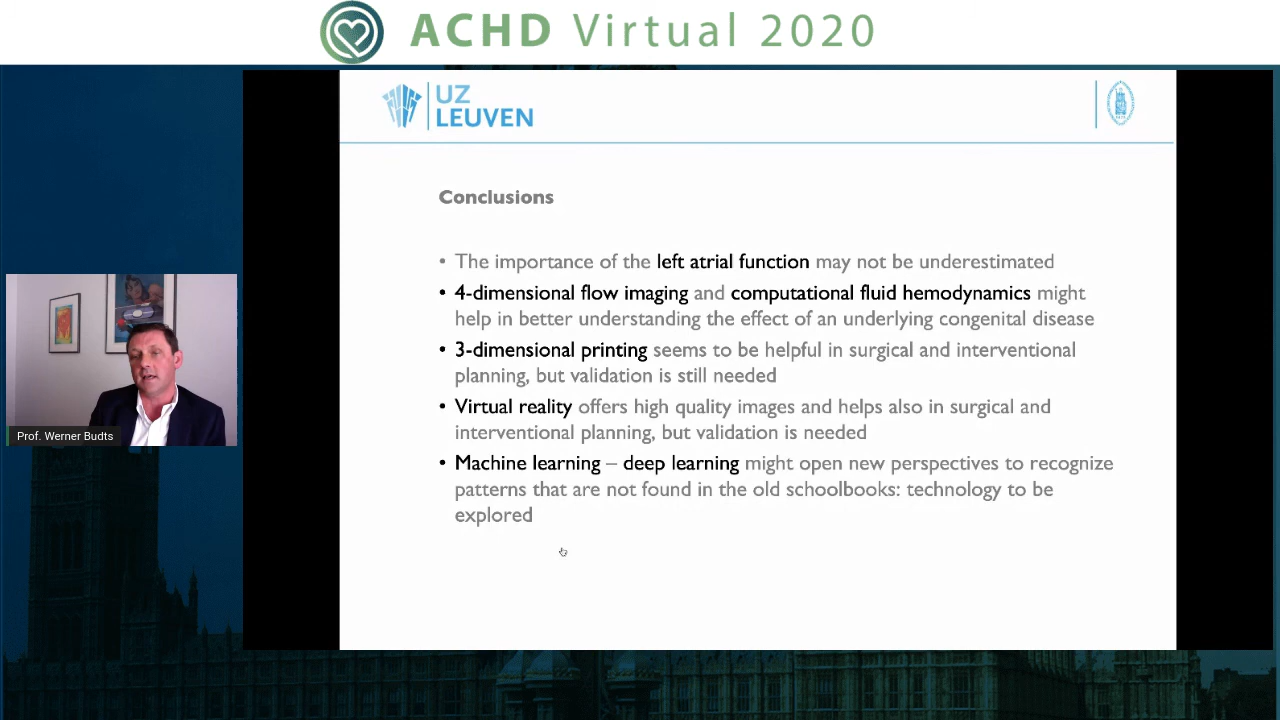 ACHD Virtual 2020
UZ
LEUVEN
Conclusions
• The importance of the left atrial function may not be underestimated
• 4-dimensional flow imaging and computational fluid hemodynamics might
help in better understanding the effect of an underlying congenital disease
• 3-dimensional printing seems to be helpful in surgical and interventional
planning, but validation is still needed
• Virtual reality offers high quality images and helps also in surgical and
interventional planning, but validation is needed
• Machine learning – deep learning might open new perspectives to recognize
patterns that are not found in the old schoolbooks: technology to be
explored
Prof. Werner Budts